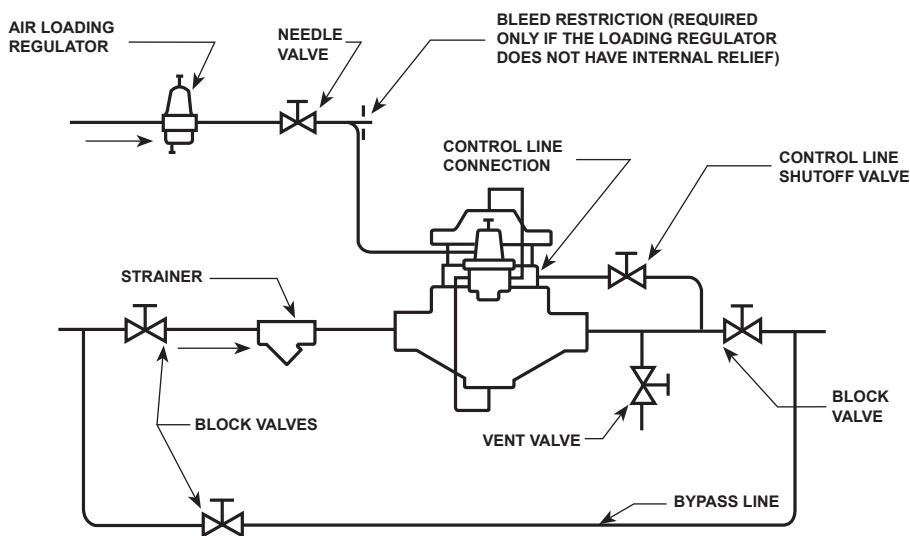 AIR LOADING
REGULATOR
NEEDLE
VALVE
BLEED RESTRICTION (REQUIRED
ONLY IF THE LOADING REGULATOR
DOES NOT HAVE INTERNAL RELIEF)
CONTROL LINE
CONNECTION
CONTROL LINE
SHUTOFF VALVE
STRAINER
BLOCK VALVES
VENT VALVE
BLOCK
VALVE
BYPASS LINE